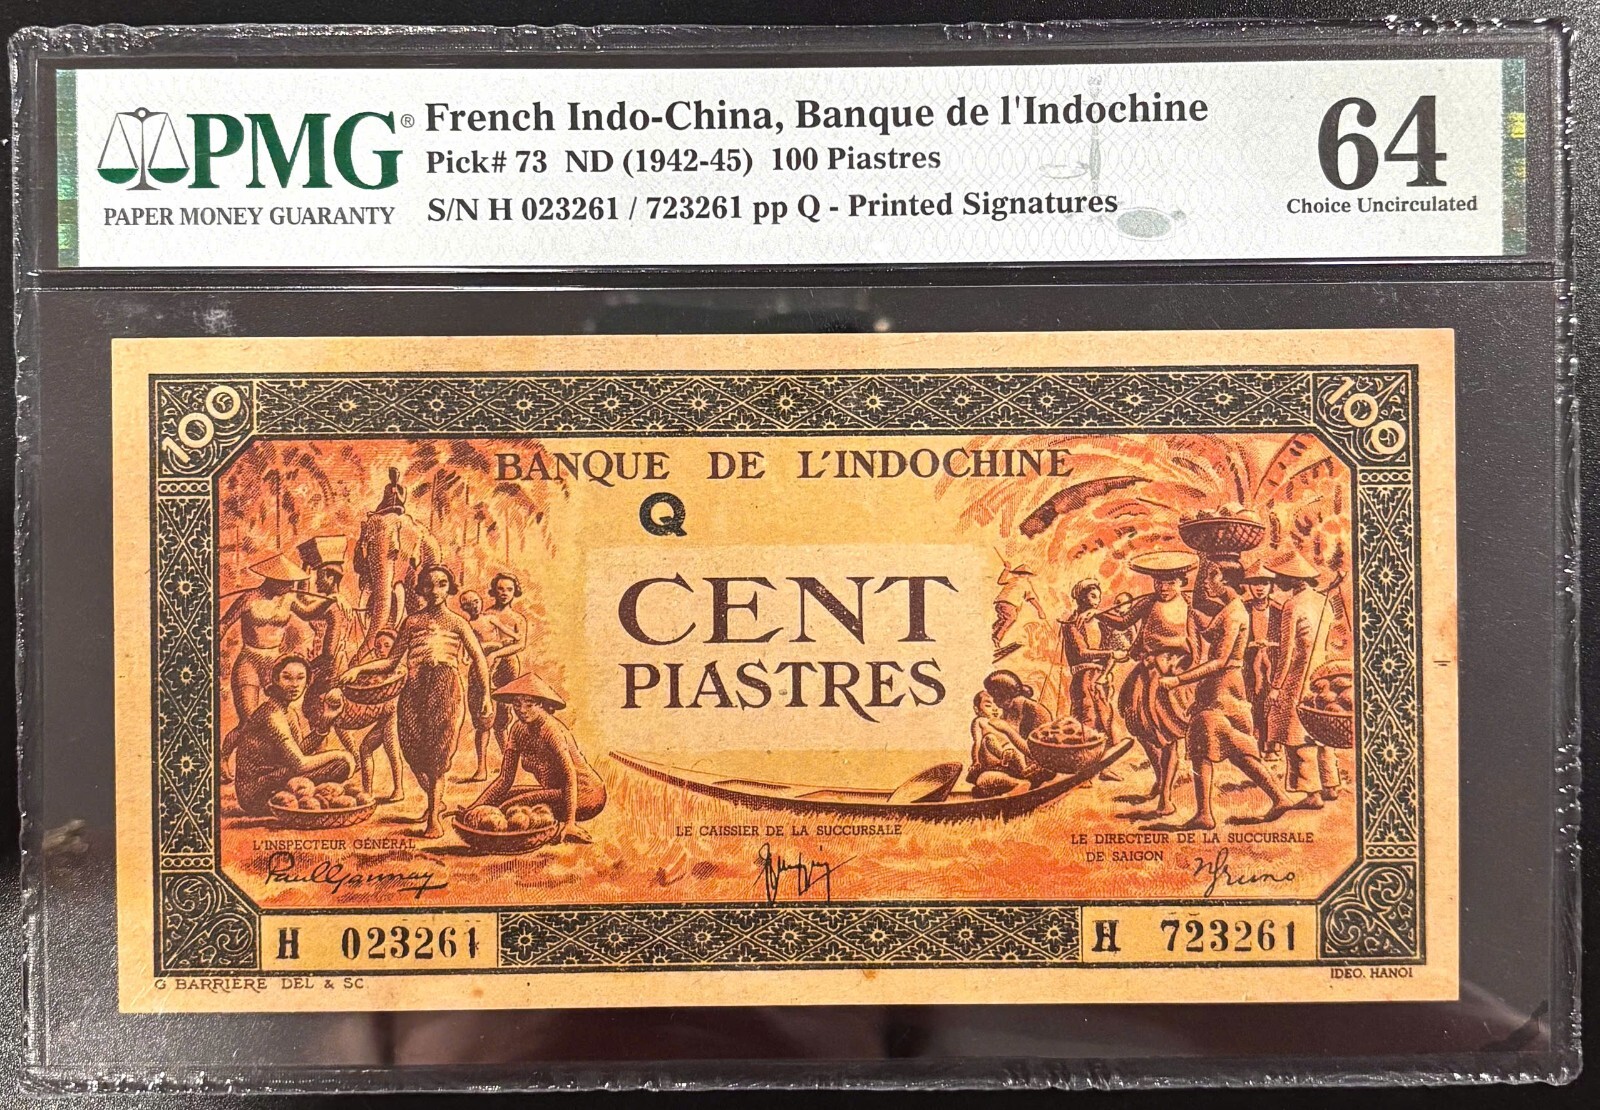 PMG®
PAPER MONEY GUARANTY
French Indo-China, Banque de l'Indochine
Pick# 73 ND (1942-45) 100 Piastres
S/N H 023261 / 723261 pp Q - Printed Signatures
64
Choice Uncirculated
100
100
BANQUE DE L'INDOCHINE
Q
CENT
PIASTRES
L'INSPECTEUR GÉNÉRAL
LE CAISSIER DE LA SUCCURSALE
LE DIRECTEUR DE LA SUCCURSALE
DE SAIGON
Paul Gannay
H 023261
H 723261
G BARRIÈRE DEL & SC
IDEO. HANOI